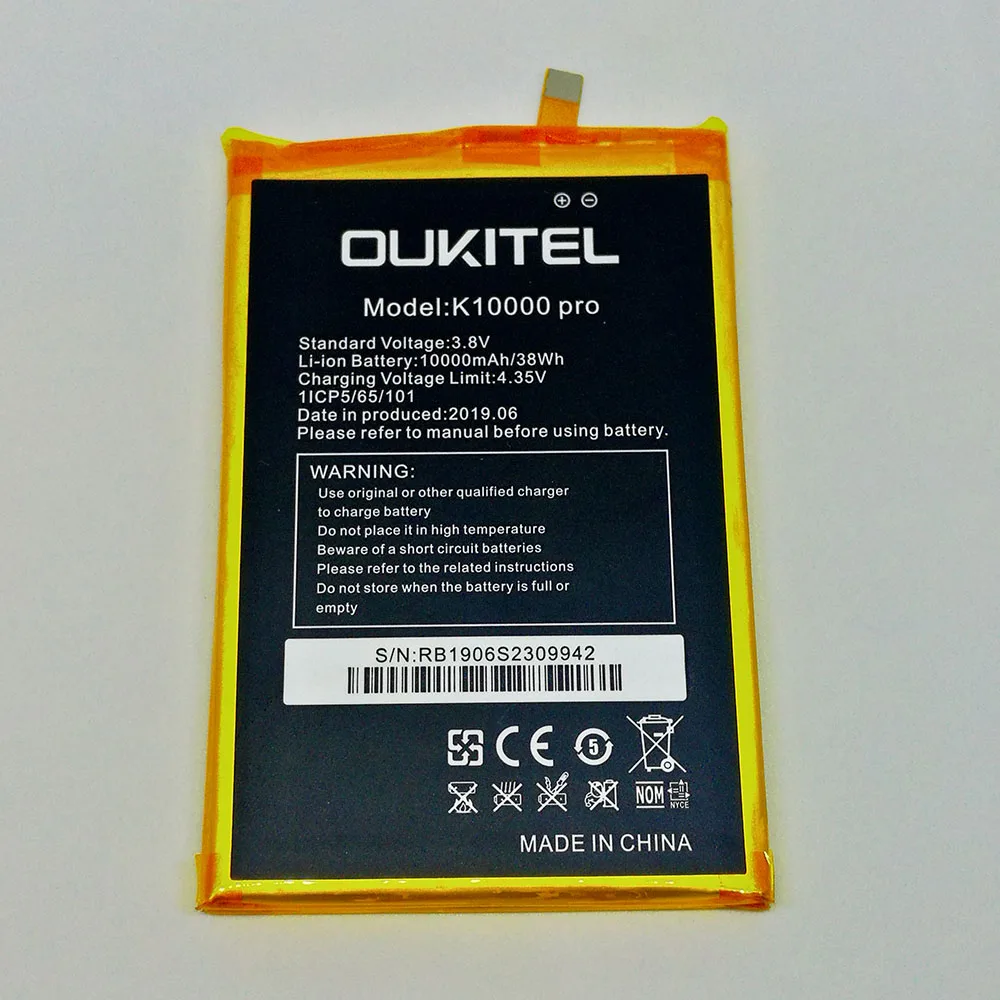 ⊕ ⊖
OUKITEL
Model:K10000 pro
Standard Voltage:3.8V
Li-ion Battery:10000mAh/38Wh
Charging Voltage Limit:4.35V
1ICP5/65/101
Date in produced:2019.06
Please refer to manual before using battery.
WARNING:
Use original or other qualified charger
to charge battery
Do not place it in high temperature
Beware of a short circuit batteries
Please refer to the related instructions
Do not store when the battery is full or
empty
S/N:RB1906S2309942
CE 5
NOM NYCE
MADE IN CHINA